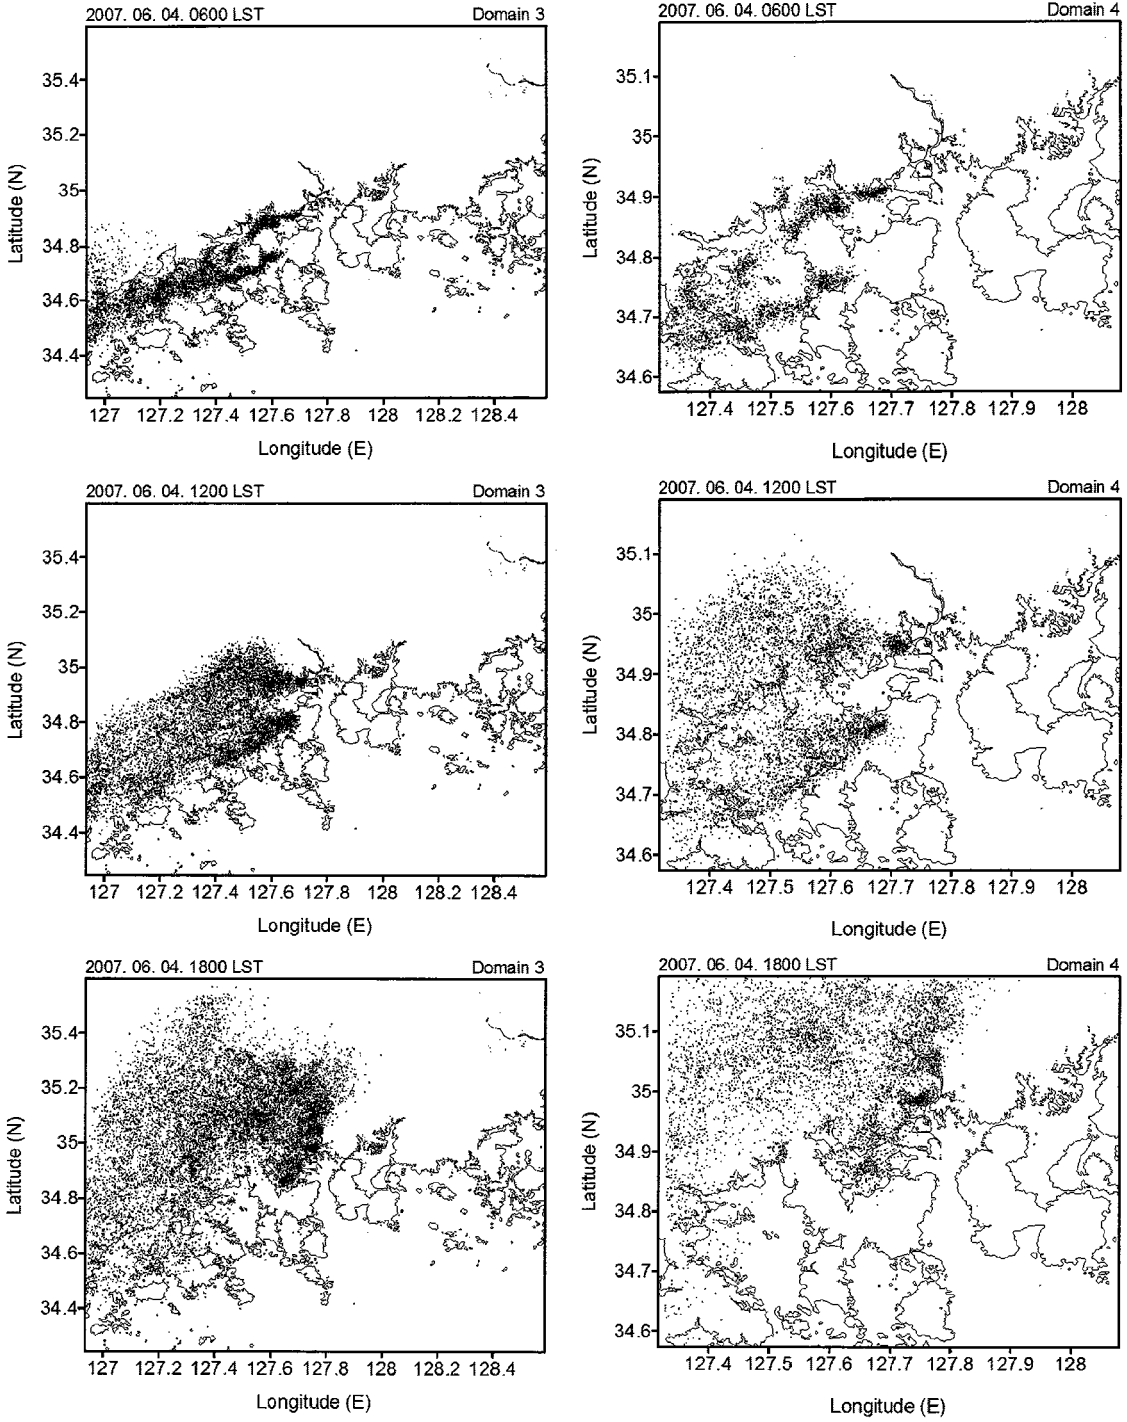 2007. 06. 04. 0600 LST Domain 3
35.4
35.2
35
34.8
34.6
34.4
Latitude (N)
127 127.2 127.4 127.6 127.8 128 128.2 128.4
Longitude (E)
2007. 06. 04. 0600 LST Domain 4
35.1
35
34.9
34.8
34.7
34.6
Latitude (N)
127.4 127.5 127.6 127.7 127.8 127.9 128
Longitude (E)
2007. 06. 04. 1200 LST Domain 3
35.4
35.2
35
34.8
34.6
34.4
Latitude (N)
127 127.2 127.4 127.6 127.8 128 128.2 128.4
Longitude (E)
2007. 06. 04. 1200 LST Domain 4
35.1
35
34.9
34.8
34.7
34.6
Latitude (N)
127.4 127.5 127.6 127.7 127.8 127.9 128
Longitude (E)
2007. 06. 04. 1800 LST Domain 3
35.4
35.2
35
34.8
34.6
34.4
Latitude (N)
127 127.2 127.4 127.6 127.8 128 128.2 128.4
Longitude (E)
2007. 06. 04. 1800 LST Domain 4
35.1
35
34.9
34.8
34.7
34.6
Latitude (N)
127.4 127.5 127.6 127.7 127.8 127.9 128
Longitude (E)